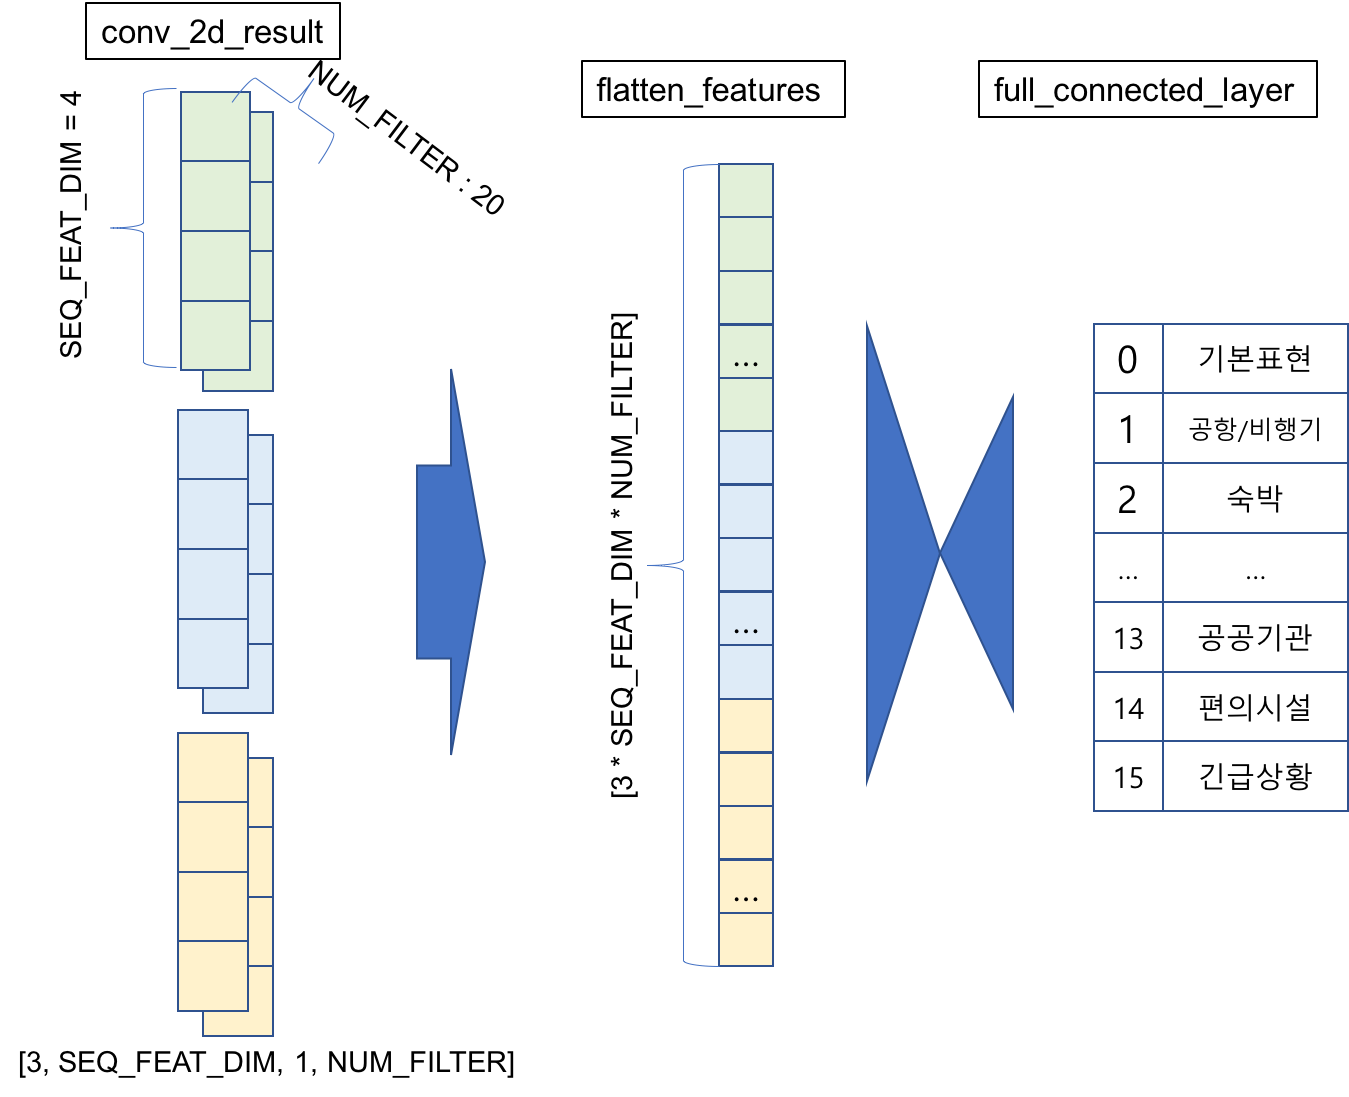 conv_2d_result
NUM_FILTER : 20
SEQ_FEAT_DIM = 4
[3, SEQ_FEAT_DIM, 1, NUM_FILTER]
flatten_features
[3 * SEQ_FEAT_DIM * NUM_FILTER]
...
...
...
full_connected_layer
0 기본표현
1 공항/비행기
2 숙박
... ...
13 공공기관
14 편의시설
15 긴급상황